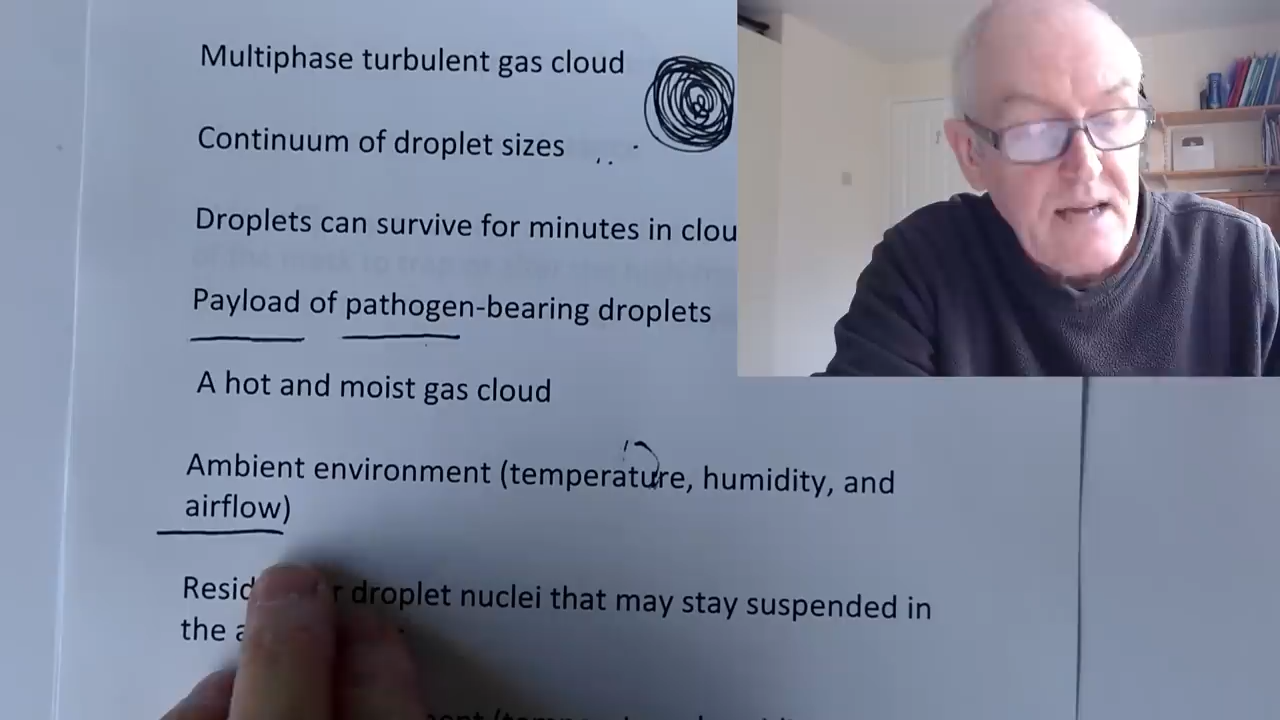 Multiphase turbulent gas cloud
Continuum of droplet sizes
Droplets can survive for minutes in
Payload of pathogen-bearing droplets
A hot and moist gas cloud
Ambient environment (temperature, humidity, and
airflow)
droplet nuclei that may stay suspended in
the